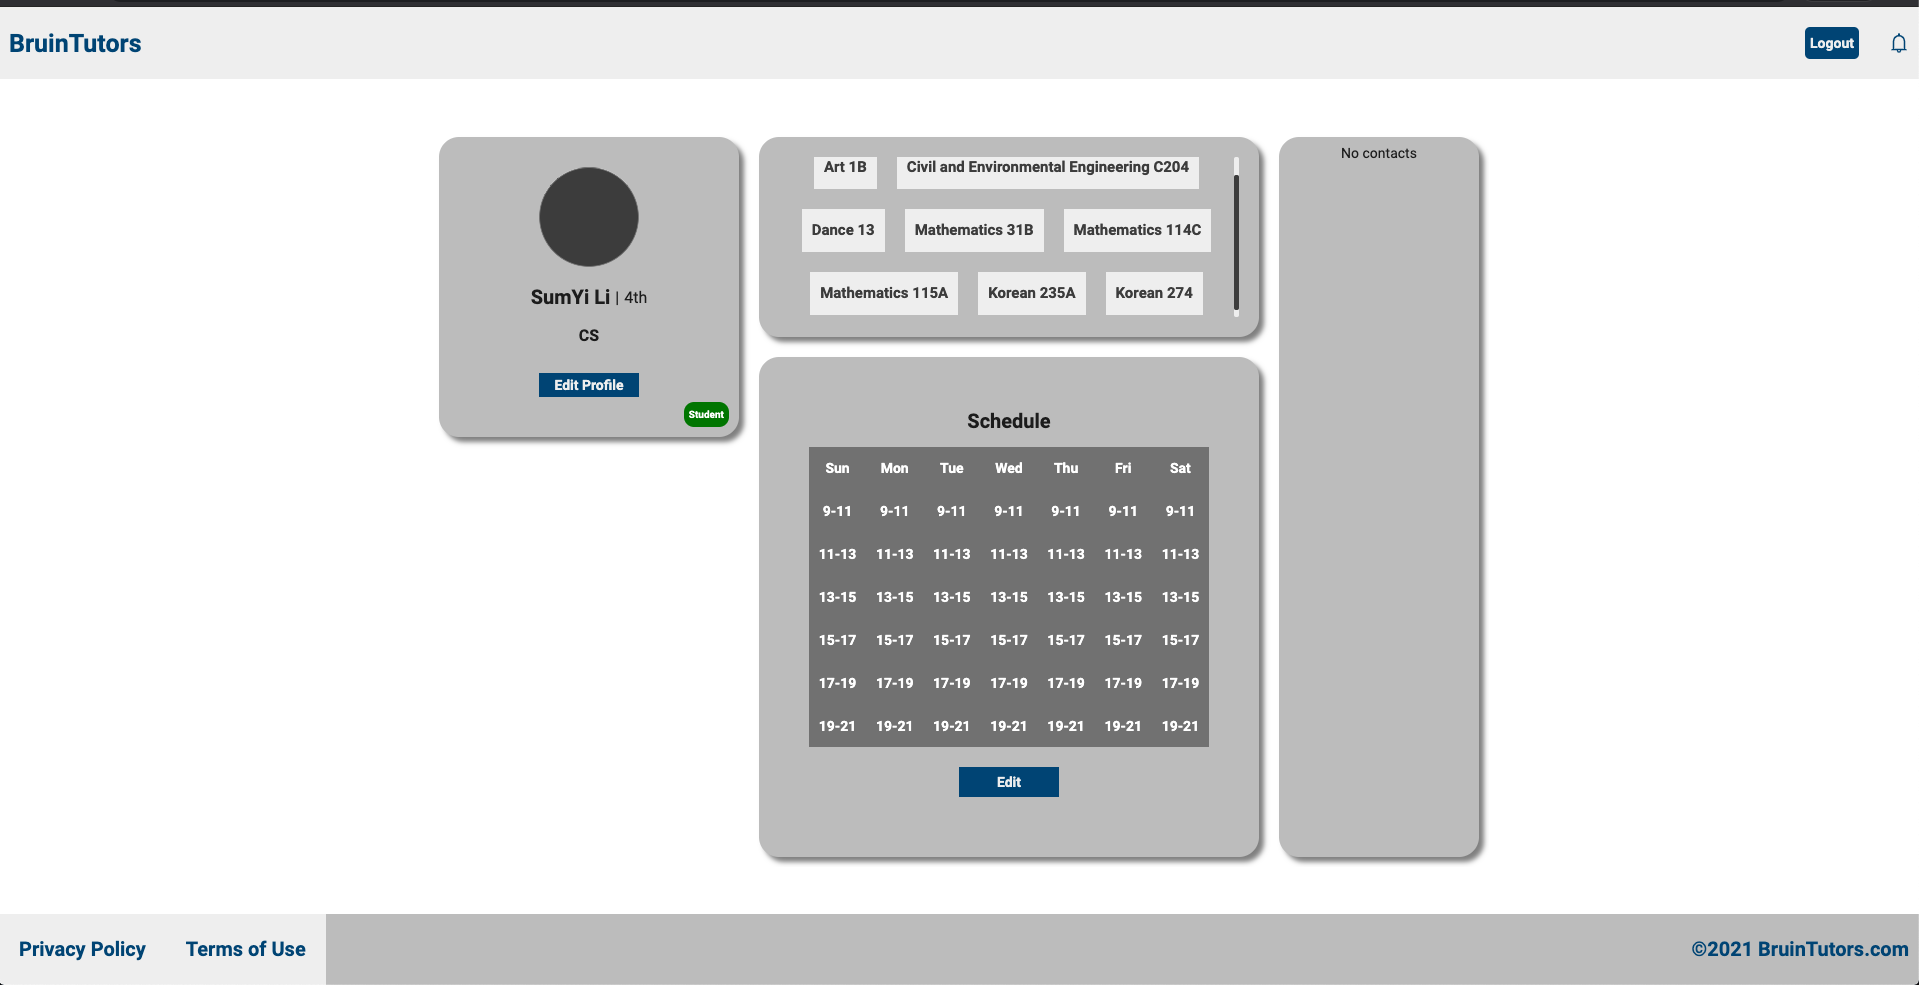 BruinTutors
Logout
SumYi Li | 4th
CS
Edit Profile
Student
Art 1B Civil and Environmental Engineering C204
Dance 13 Mathematics 31B Mathematics 114C
Mathematics 115A Korean 235A Korean 274
Schedule
Sun Mon Tue Wed Thu Fri Sat
9-11 9-11 9-11 9-11 9-11 9-11 9-11
11-13 11-13 11-13 11-13 11-13 11-13 11-13
13-15 13-15 13-15 13-15 13-15 13-15 13-15
15-17 15-17 15-17 15-17 15-17 15-17 15-17
17-19 17-19 17-19 17-19 17-19 17-19 17-19
19-21 19-21 19-21 19-21 19-21 19-21 19-21
Edit
No contacts
Privacy Policy Terms of Use
©2021 BruinTutors.com